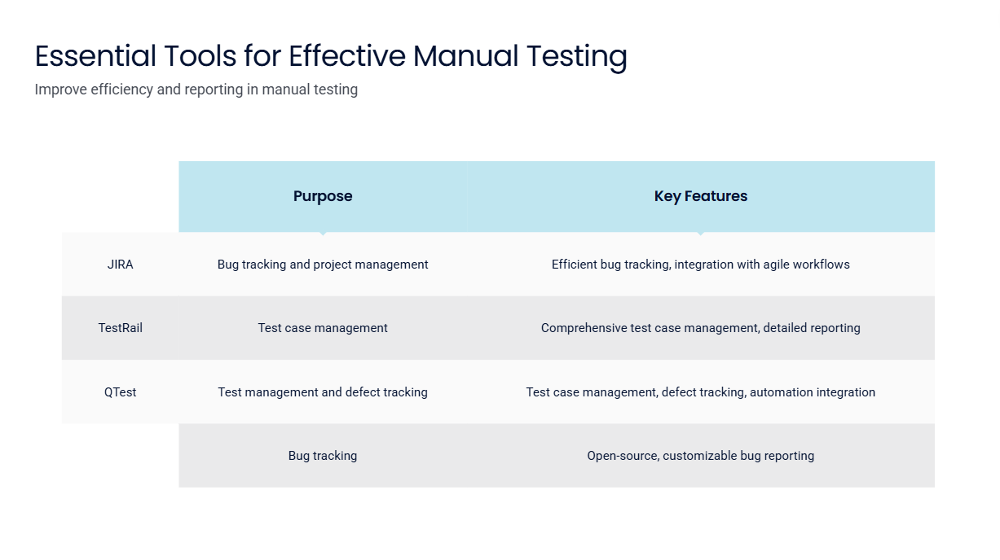 Essential Tools for Effective Manual Testing
Improve efficiency and reporting in manual testing
Purpose Key Features
JIRA Bug tracking and project management Efficient bug tracking, integration with agile workflows
TestRail Test case management Comprehensive test case management, detailed reporting
QTest Test management and defect tracking Test case management, defect tracking, automation integration
Bug tracking Open-source, customizable bug reporting